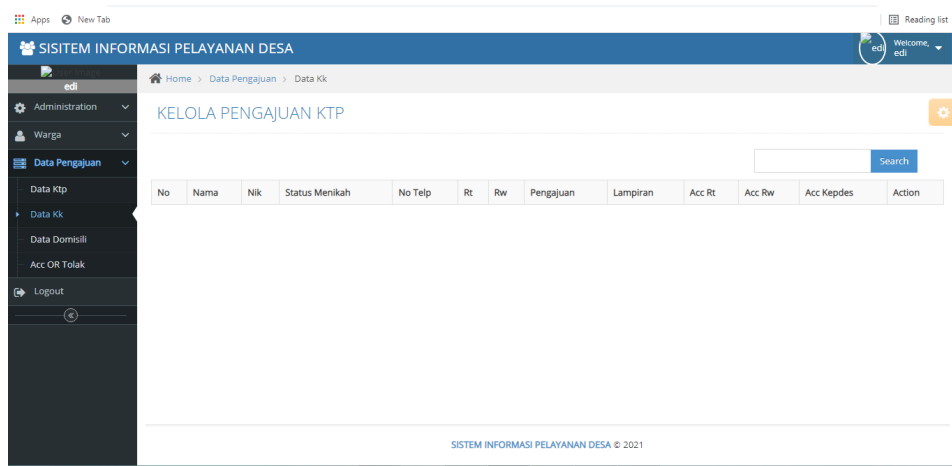 Apps New Tab Reading list
SISITEM INFORMASI PELAYANAN DESA edi Welcome,
edi
edi
Home > Data Pengajuan > Data Kk
Administration
Warga
Data Pengajuan
Data Ktp
Data Kk
Data Domisili
Acc OR Tolak
Logout
KELOLA PENGAJUAN KTP
Search
No Nama Nik Status Menikah No Telp Rt Rw Pengajuan Lampiran Acc Rt Acc Rw Acc Kepdes Action
SISTEM INFORMASI PELAYANAN DESA © 2021